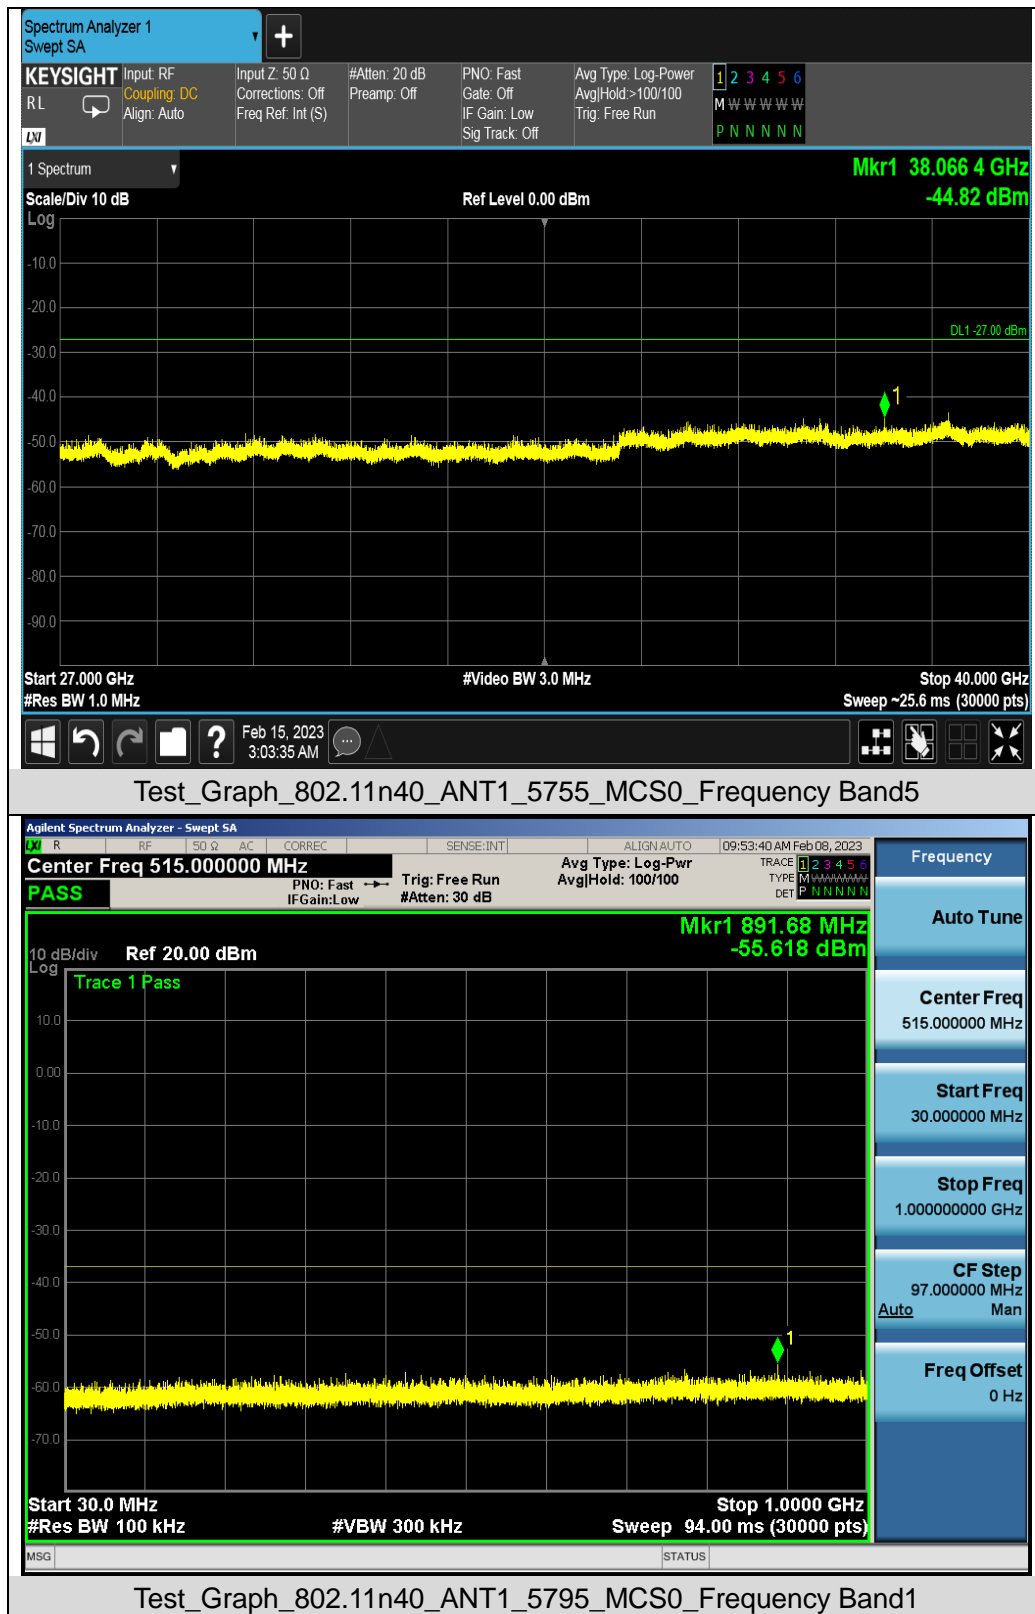 Spectrum Analyzer 1
Swept SA
+
KEYSIGHT Input: RF Input Z: 50 Ω #Atten: 20 dB PNO: Fast Avg Type: Log-Power 1 2 3 4 5 6
RL Coupling: DC Corrections: Off Preamp: Off Gate: Off Avg|Hold:>100/100 M W W W W W
Align: Auto Freq Ref: Int (S) IF Gain: Low Trig: Free Run
LXI Sig Track: Off P N N N N N
1 Spectrum Mkr1 38.066 4 GHz
Scale/Div 10 dB Ref Level 0.00 dBm -44.82 dBm
Log
-10.0
-20.0
DL1 -27.00 dBm
-30.0
-40.0 1
-50.0
-60.0
-70.0
-80.0
-90.0
Start 27.000 GHz #Video BW 3.0 MHz Stop 40.000 GHz
#Res BW 1.0 MHz Sweep ~25.6 ms (30000 pts)
? Feb 15, 2023
3:03:35 AM
Test_Graph_802.11n40_ANT1_5755_MCS0_Frequency Band5
Agilent Spectrum Analyzer - Swept SA
LXI R RF 50 Ω AC CORREC SENSE:INT ALIGN AUTO 09:53:40 AM Feb 08, 2023
Center Freq 515.000000 MHz Avg Type: Log-Pwr TRACE 1 2 3 4 5 6
PASS PNO: Fast Trig: Free Run Avg|Hold: 100/100 TYPE M W W W W W
IFGain:Low #Atten: 30 dB DET P N N N N N
Mkr1 891.68 MHz
10 dB/div Ref 20.00 dBm -55.618 dBm
Log
Trace 1 Pass
10.0
0.00
-10.0
-20.0
-30.0
-40.0
-50.0 1
-60.0
-70.0
Start 30.0 MHz Stop 1.0000 GHz
#Res BW 100 kHz #VBW 300 kHz Sweep 94.00 ms (30000 pts)
MSG STATUS
Frequency
Auto Tune
Center Freq
515.000000 MHz
Start Freq
30.000000 MHz
Stop Freq
1.000000000 GHz
CF Step
97.000000 MHz
Auto Man
Freq Offset
0 Hz
Test_Graph_802.11n40_ANT1_5795_MCS0_Frequency Band1